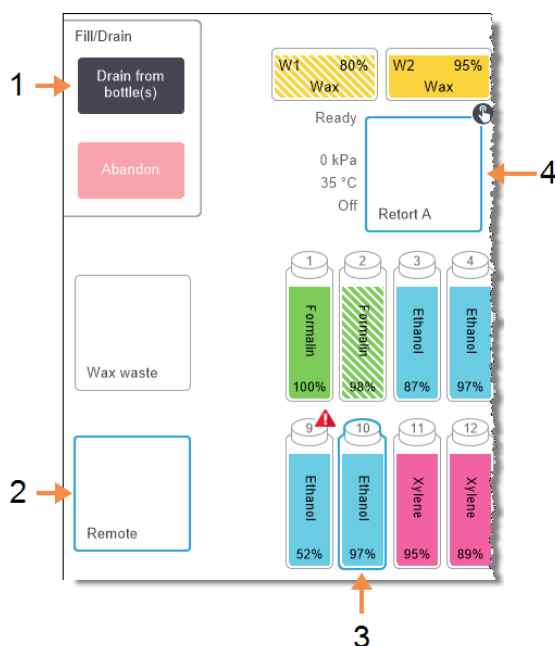 Fill/Drain
1
Drain from
bottle(s)
Abandon
W1 80%
Wax
W2 95%
Wax
Ready
0 kPa
35 °C
Off
Retort A
4
1
Formalin
100%
2
Formalin
98%
3
Ethanol
87%
4
Ethanol
97%
Wax waste
2
Remote
9
Ethanol
52%
10
Ethanol
97%
11
Xylene
95%
12
Xylene
89%
3